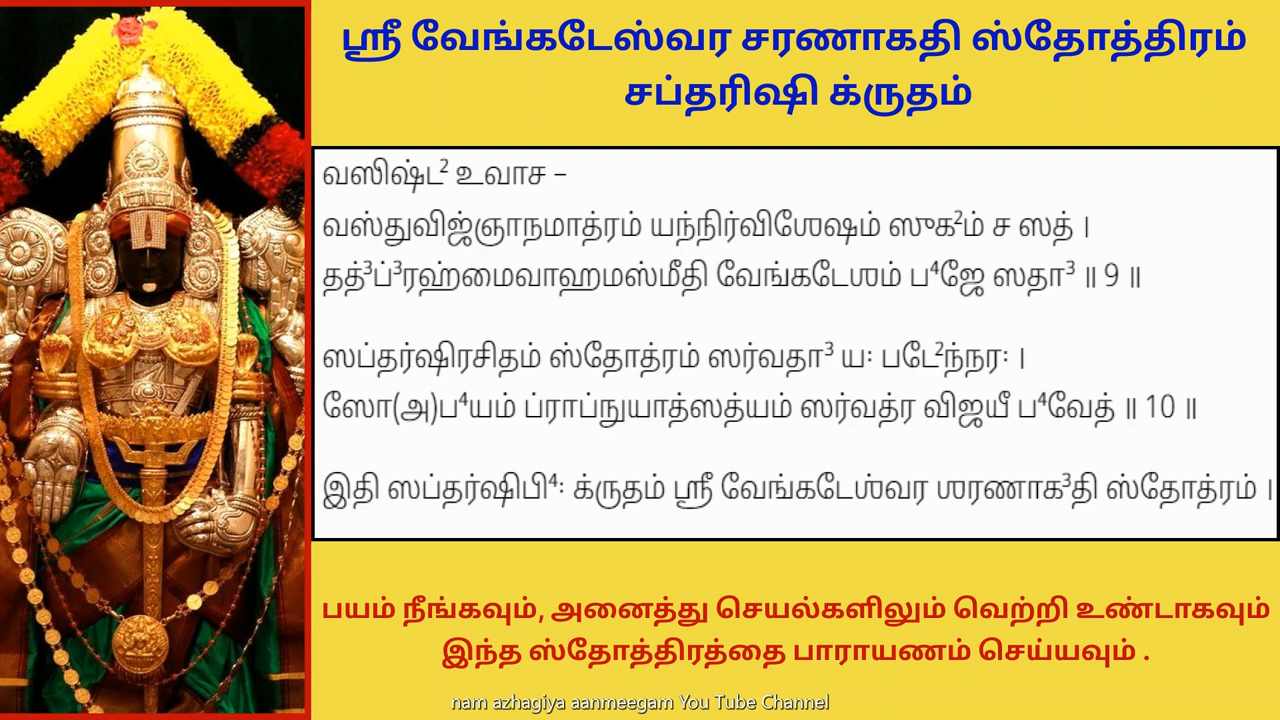 ஸ்ரீ வேங்கடேஸ்வர சரணாகதி ஸ்தோத்திரம்
சப்தரிஷி க்ருதம்
வஸிஷ்ட² உவாச –
வஸ்துவிஜ்ஞாநமாத்ரம் யந்நிர்விஶேஷம் ஸுக²ம் ச ஸத் |
தத்³ப்³ரஹ்மைவாஹமஸ்மீதி வேங்கடேஶம் ப⁴ஜே ஸதா³ ‖ 9 ‖
ஸப்தர்ஷிரசிதம் ஸ்தோத்ரம் ஸர்வதா³ ய꞉ படே²ந்நர꞉ |
ஸோ(அ)ப⁴யம் ப்ராப்நுயாத்ஸத்யம் ஸர்வத்ர விஜயீ ப⁴வேத் ‖ 10 ‖
இதி ஸப்தர்ஷிபி⁴꞉ க்ருதம் ஸ்ரீ வேங்கடேஶ்வர ஶரணாக³தி ஸ்தோத்ரம் |
பயம் நீங்கவும், அனைத்து செயல்களிலும் வெற்றி உண்டாகவும்
இந்த ஸ்தோத்திரத்தை பாராயணம் செய்யவும் .
nam azhagiya aanmeegam You Tube Channel